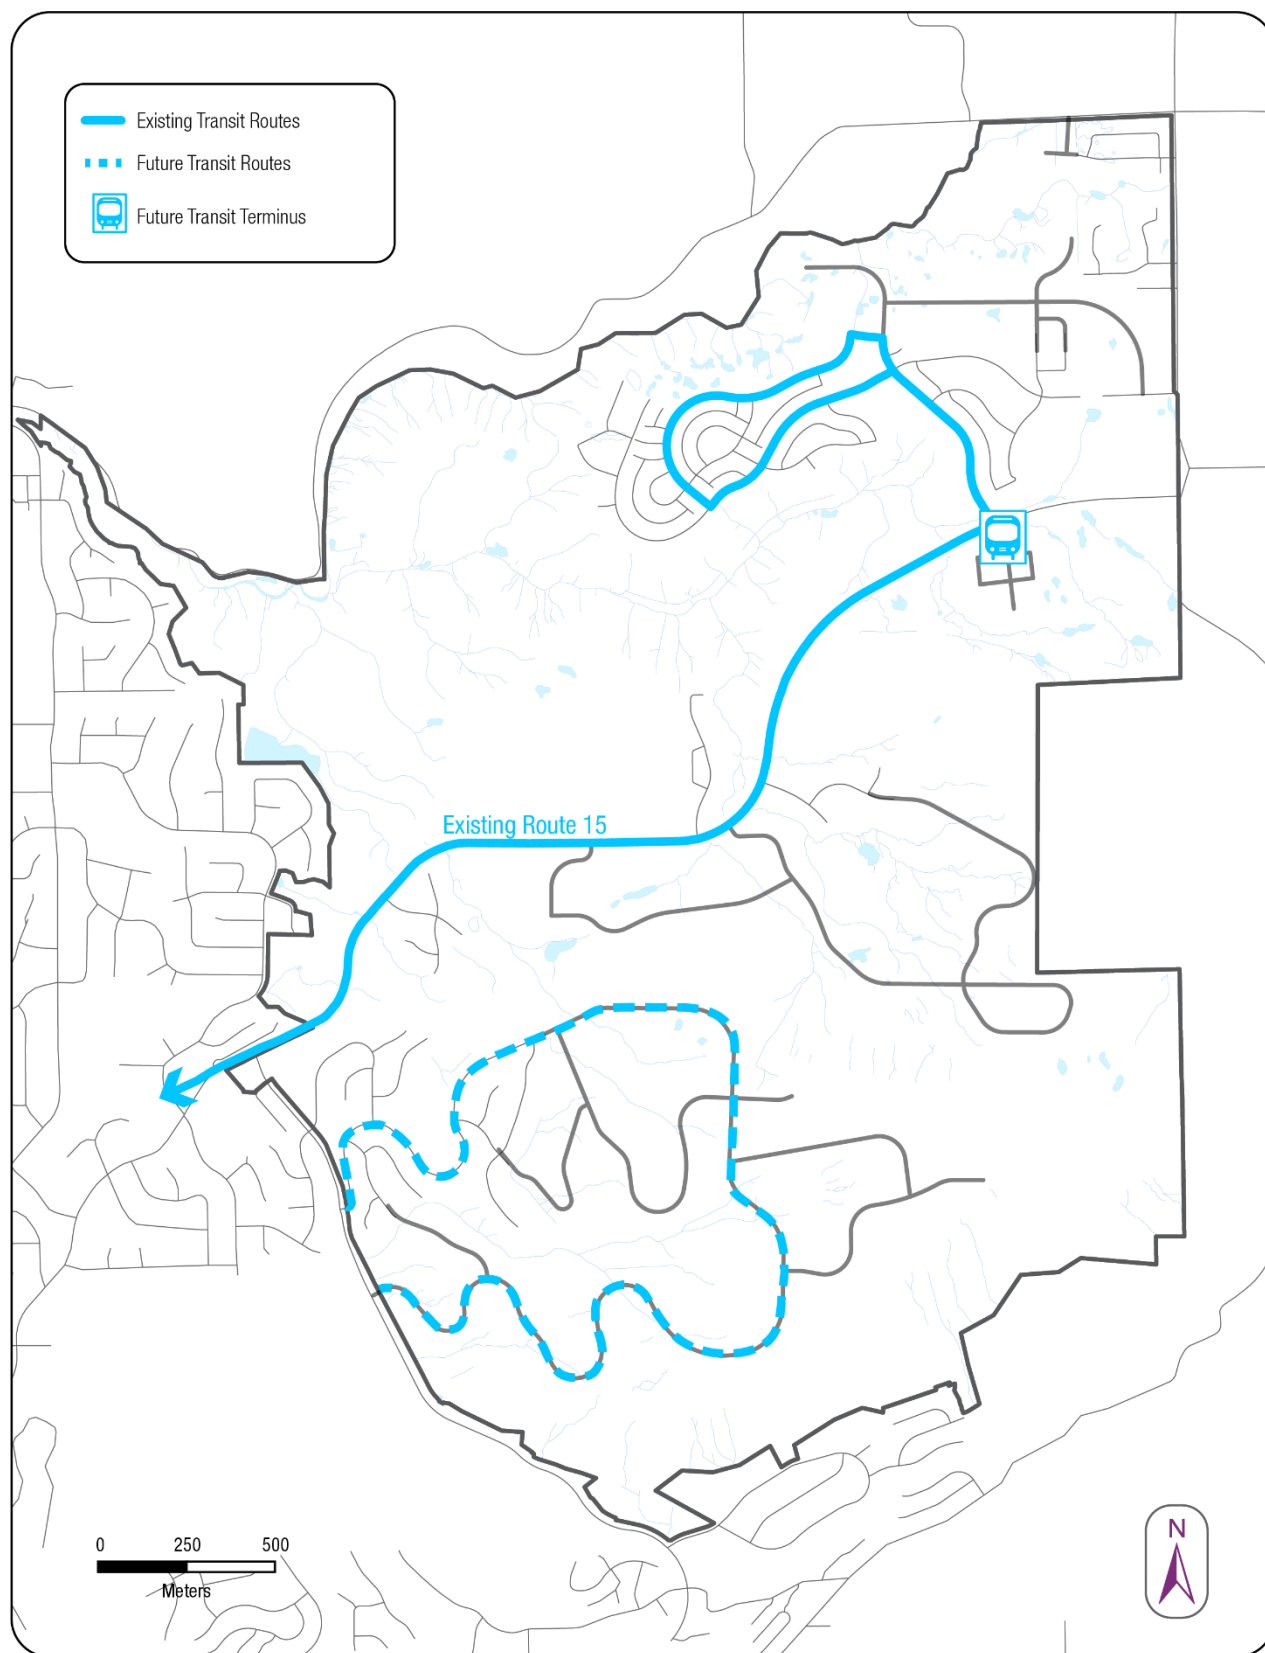 Existing Transit Routes
Future Transit Routes
Future Transit Terminus
Existing Route 15
0 250 500
Meters
N